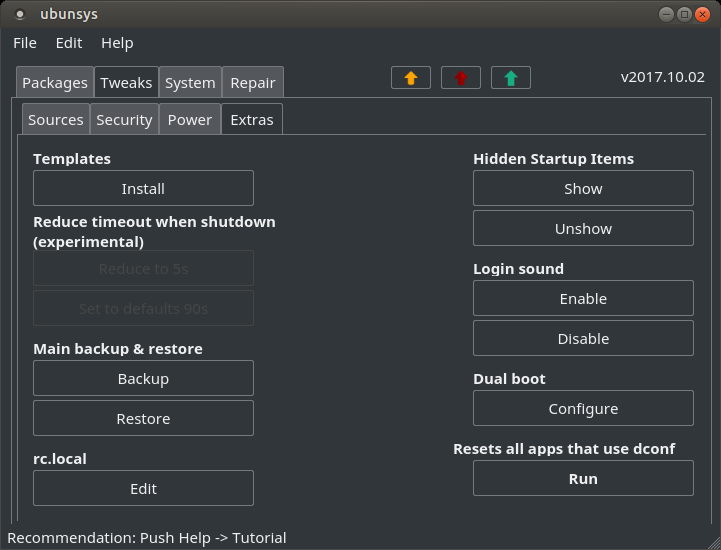 ubunsys
File Edit Help
Packages Tweaks System Repair v2017.10.02
Sources Security Power Extras
Templates
Install
Reduce timeout when shutdown
(experimental)
Reduce to 5s
Set to defaults 90s
Main backup & restore
Backup
Restore
rc.local
Edit
Hidden Startup Items
Show
Unshow
Login sound
Enable
Disable
Dual boot
Configure
Resets all apps that use dconf
Run
Recommendation: Push Help -> Tutorial